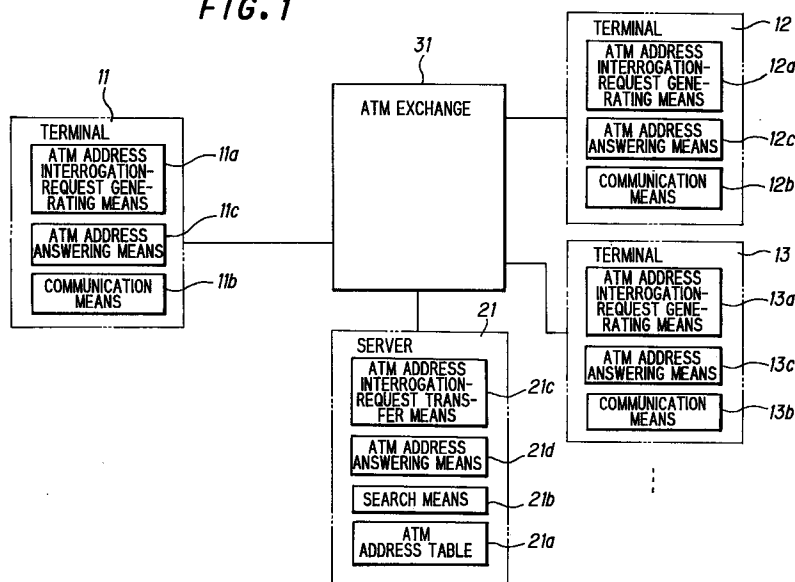 FIG. 1
11
TERMINAL
ATM ADDRESS
INTERROGATION-
REQUEST GENE-
RATING MEANS
11a
ATM ADDRESS
ANSWERING MEANS
11c
COMMUNICATION
MEANS
11b
31
ATM EXCHANGE
12
TERMINAL
ATM ADDRESS
INTERROGATION-
REQUEST GENE-
RATING MEANS
12a
ATM ADDRESS
ANSWERING MEANS
12c
COMMUNICATION
MEANS
12b
13
TERMINAL
ATM ADDRESS
INTERROGATION-
REQUEST GENE-
RATING MEANS
13a
ATM ADDRESS
ANSWERING MEANS
13c
COMMUNICATION
MEANS
13b
21
SERVER
ATM ADDRESS
INTERROGATION-
REQUEST TRANS-
FER MEANS
21c
ATM ADDRESS
ANSWERING MEANS
21d
SEARCH MEANS
21b
ATM
ADDRESS TABLE
21a